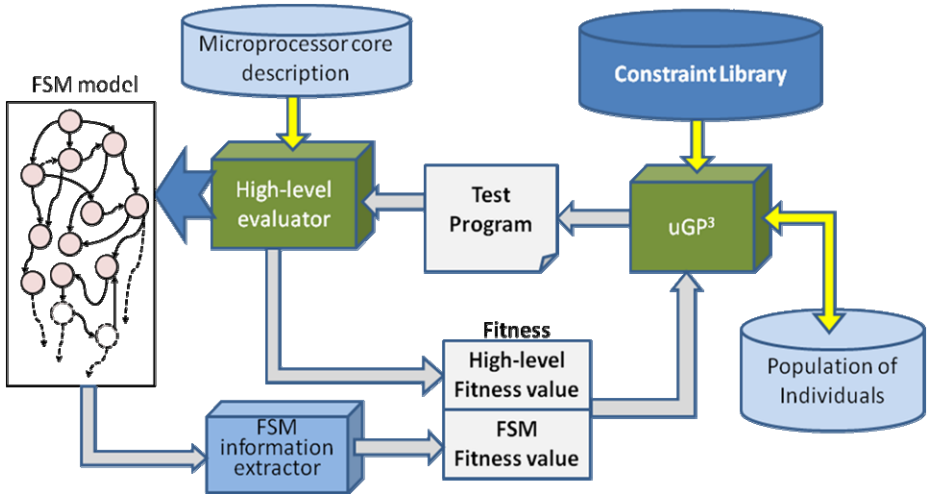 Microprocessor core
description
Constraint Library
FSM model
High-level
evaluator
Test
Program
uGP³
Fitness
High-level
Fitness value
FSM
Fitness value
Population of
Individuals
FSM
information
extractor